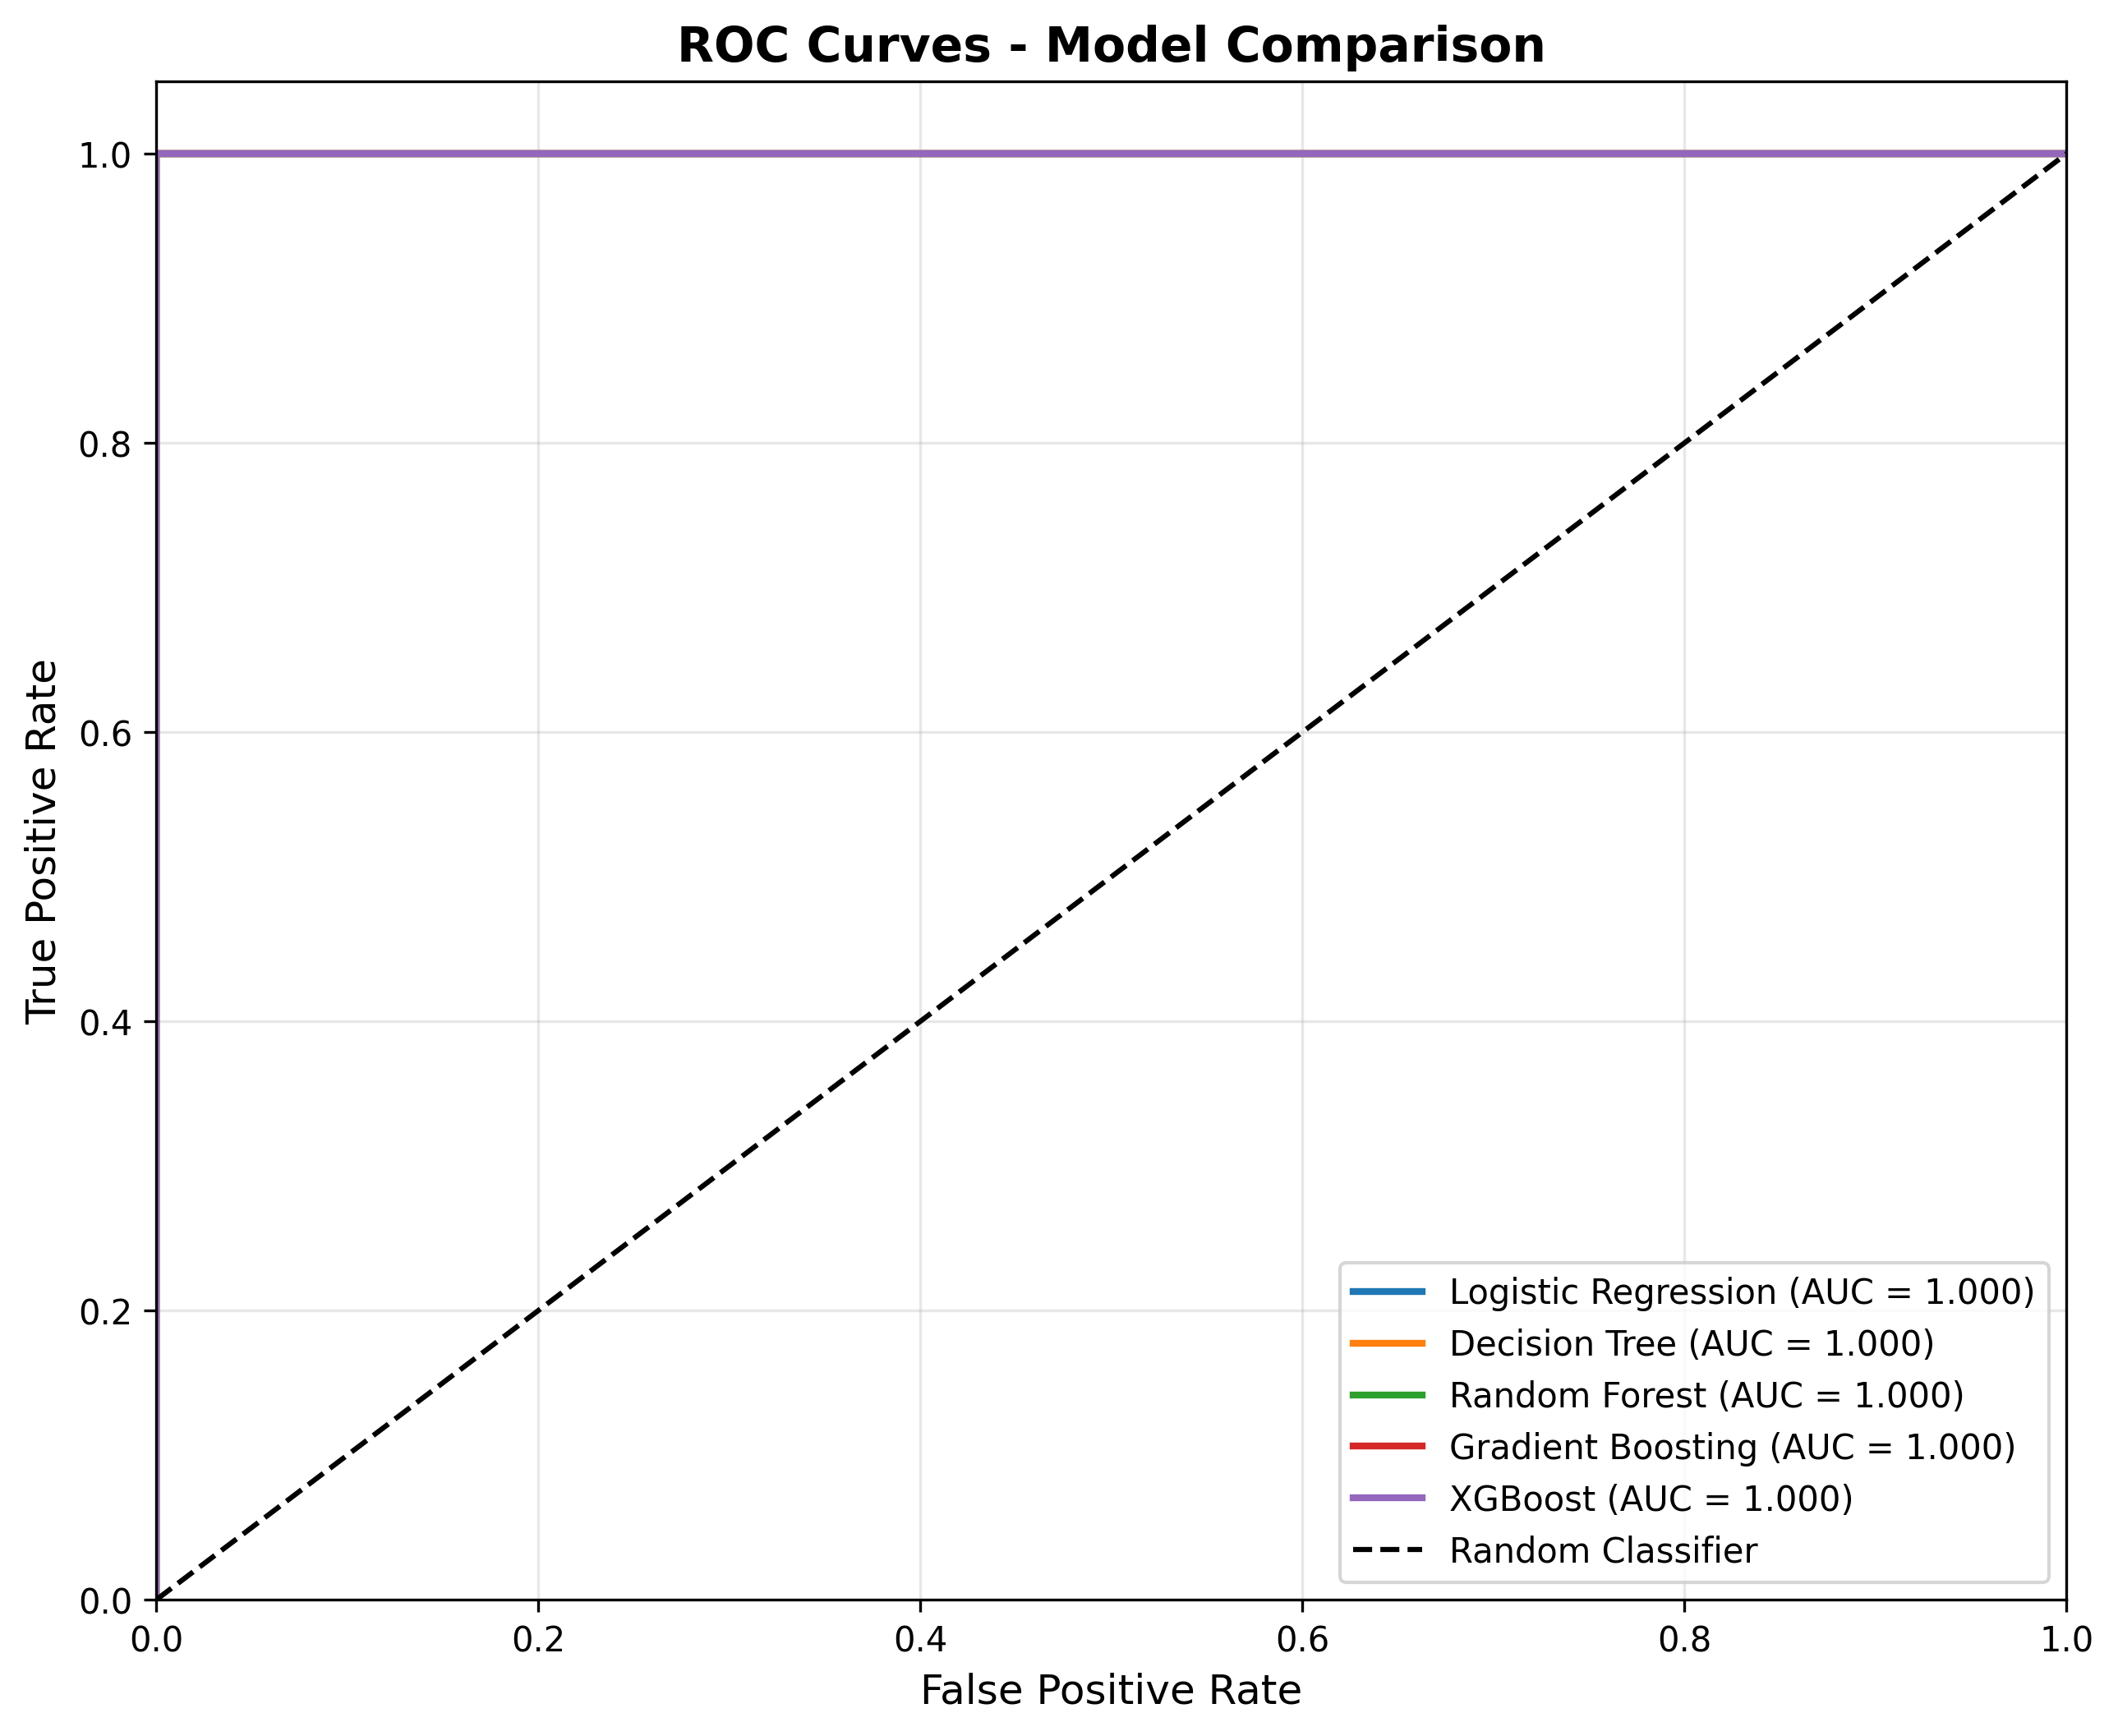 ROC Curves - Model Comparison
True Positive Rate
1.0
0.8
0.6
0.4
0.2
0.0
0.0 0.2 0.4 0.6 0.8 1.0
False Positive Rate
Logistic Regression (AUC = 1.000)
Decision Tree (AUC = 1.000)
Random Forest (AUC = 1.000)
Gradient Boosting (AUC = 1.000)
XGBoost (AUC = 1.000)
Random Classifier